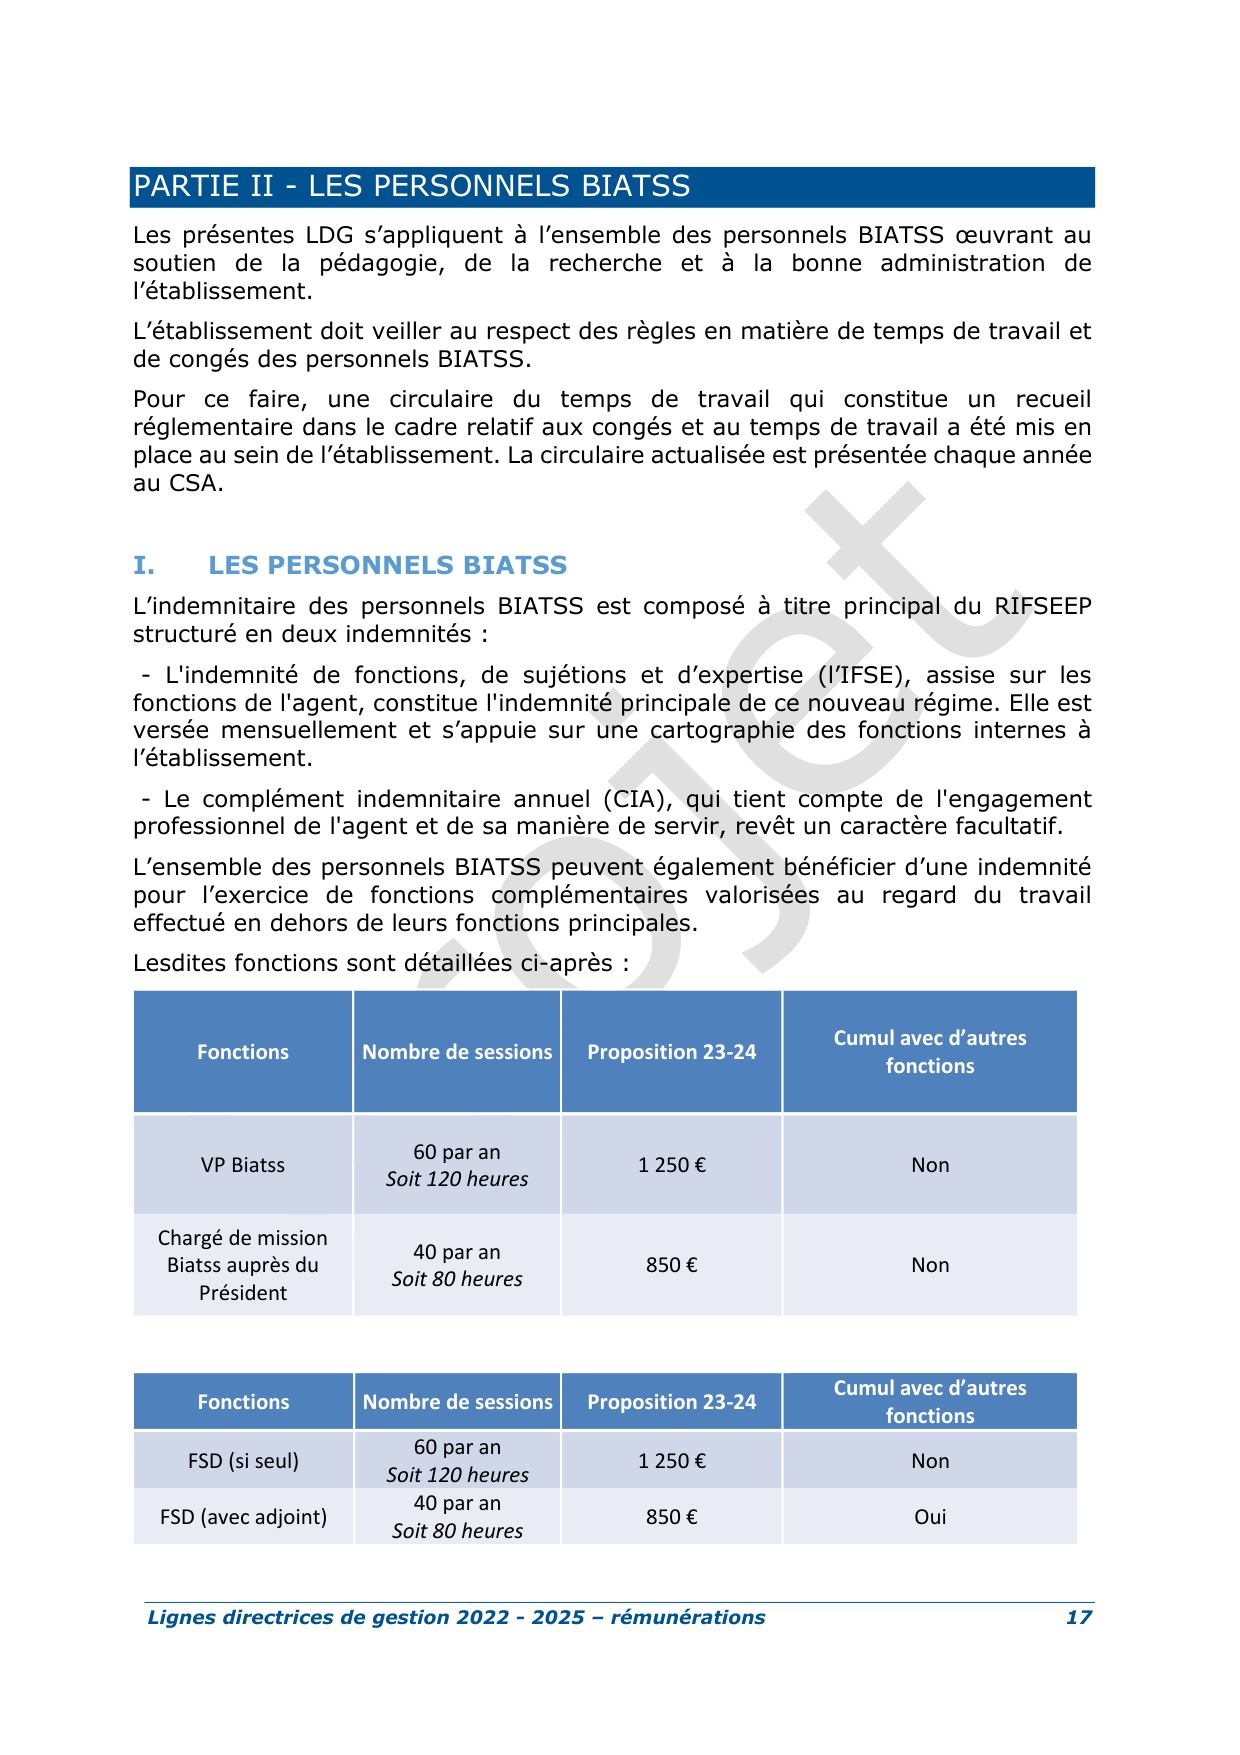 PARTIE II - LES PERSONNELS BIATSS
Les présentes LDG s’appliquent à l’ensemble des personnels BIATSS œuvrant au
soutien de la pédagogie, de la recherche et à la bonne administration de
l’établissement.
L’établissement doit veiller au respect des règles en matière de temps de travail et
de congés des personnels BIATSS.
Pour ce faire, une circulaire du temps de travail qui constitue un recueil
réglementaire dans le cadre relatif aux congés et au temps de travail a été mis en
place au sein de l’établissement. La circulaire actualisée est présentée chaque année
au CSA.
I. LES PERSONNELS BIATSS
L’indemnitaire des personnels BIATSS est composé à titre principal du RIFSEEP
structuré en deux indemnités :
- L'indemnité de fonctions, de sujétions et d’expertise (l’IFSE), assise sur les
fonctions de l'agent, constitue l'indemnité principale de ce nouveau régime. Elle est
versée mensuellement et s’appuie sur une cartographie des fonctions internes à
l’établissement.
- Le complément indemnitaire annuel (CIA), qui tient compte de l'engagement
professionnel de l'agent et de sa manière de servir, revêt un caractère facultatif.
L’ensemble des personnels BIATSS peuvent également bénéficier d’une indemnité
pour l’exercice de fonctions complémentaires valorisées au regard du travail
effectué en dehors de leurs fonctions principales.
Lesdites fonctions sont détaillées ci-après :
Fonctions Nombre de sessions Proposition 23-24 Cumul avec d’autres
fonctions
VP Biatss 60 par an
Soit 120 heures 1 250 € Non
Chargé de mission
Biatss auprès du
Président 40 par an
Soit 80 heures 850 € Non
Fonctions Nombre de sessions Proposition 23-24 Cumul avec d’autres
fonctions
FSD (si seul) 60 par an
Soit 120 heures 1 250 € Non
FSD (avec adjoint) 40 par an
Soit 80 heures 850 € Oui
Lignes directrices de gestion 2022 - 2025 – rémunérations 17
ojet